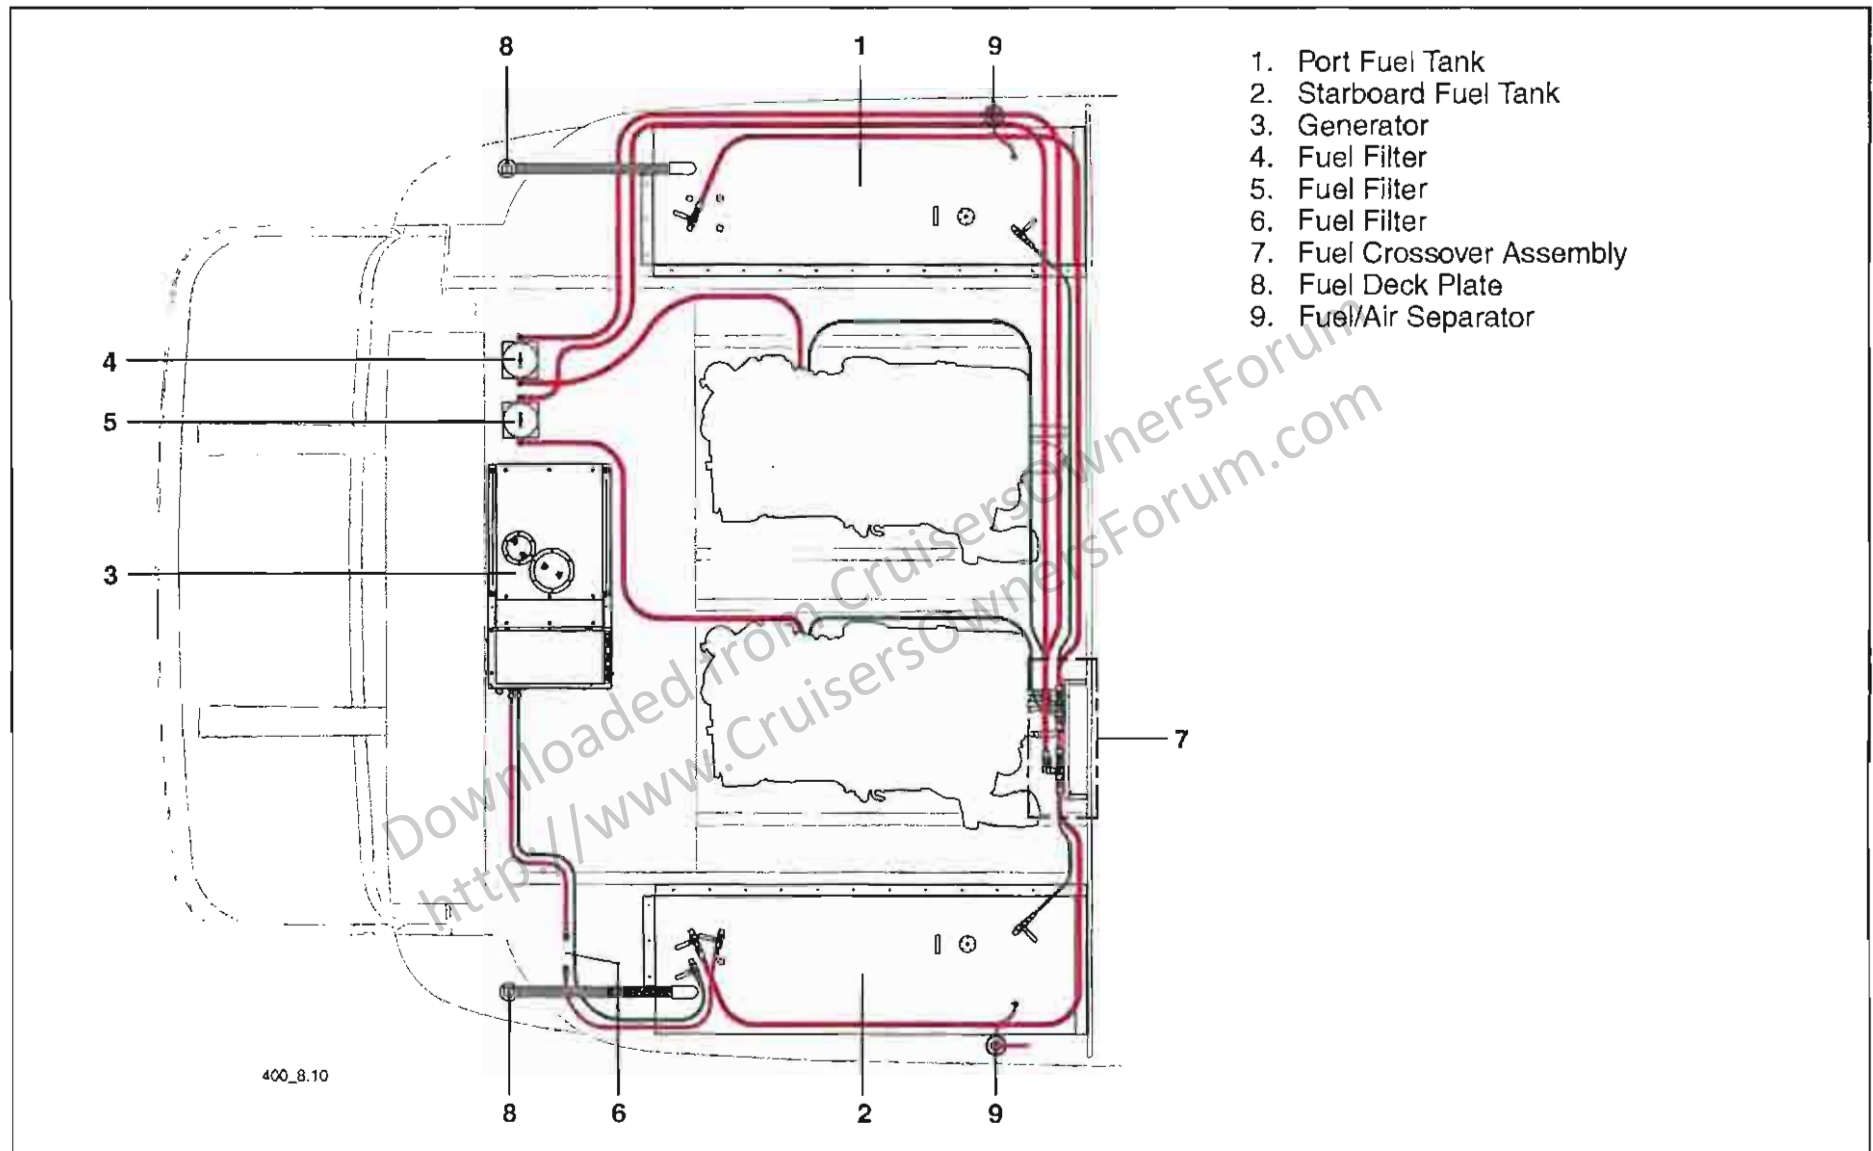 8 1 9
1. Port Fuel Tank
2. Starboard Fuel Tank
3. Generator
4. Fuel Filter
5. Fuel Filter
6. Fuel Filter
7. Fuel Crossover Assembly
8. Fuel Deck Plate
9. Fuel/Air Separator
4
5
3
7
Downloaded from CruisersOwnersForum
http://www.CruisersOwnersForum.com
400_8.10
8 6 2 9